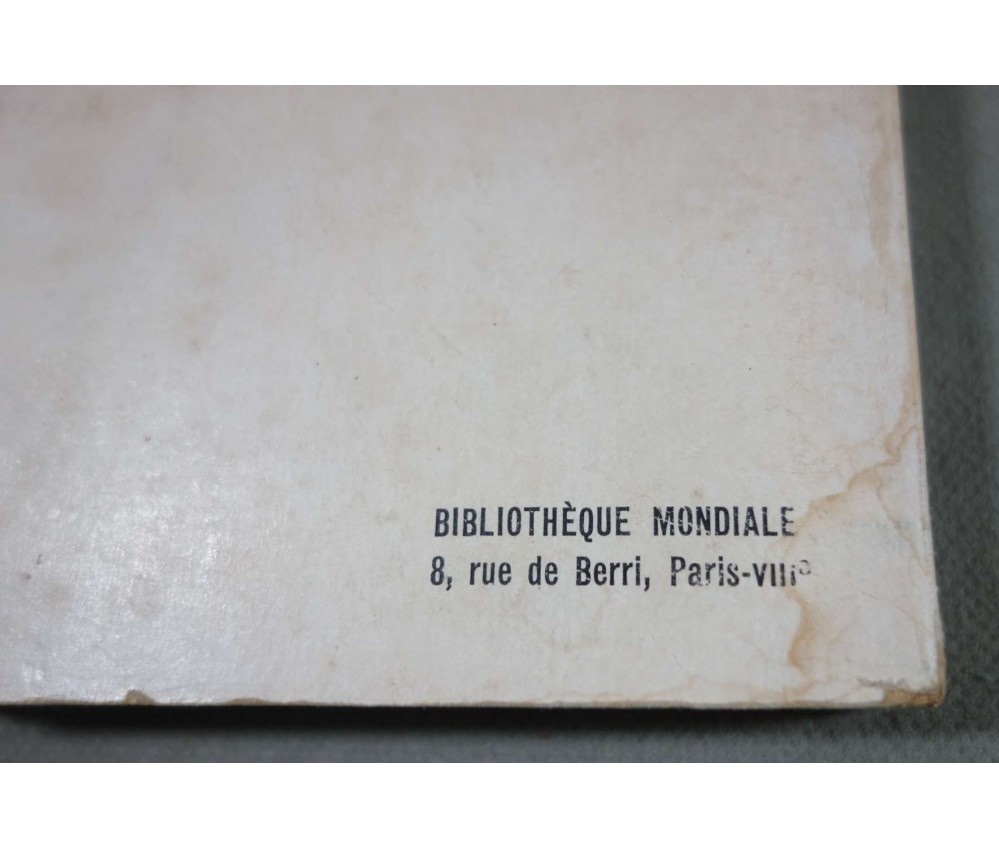 BIBLIOTHÈQUE MONDIALE
8, rue de Berri, Paris-VIIIᵉ